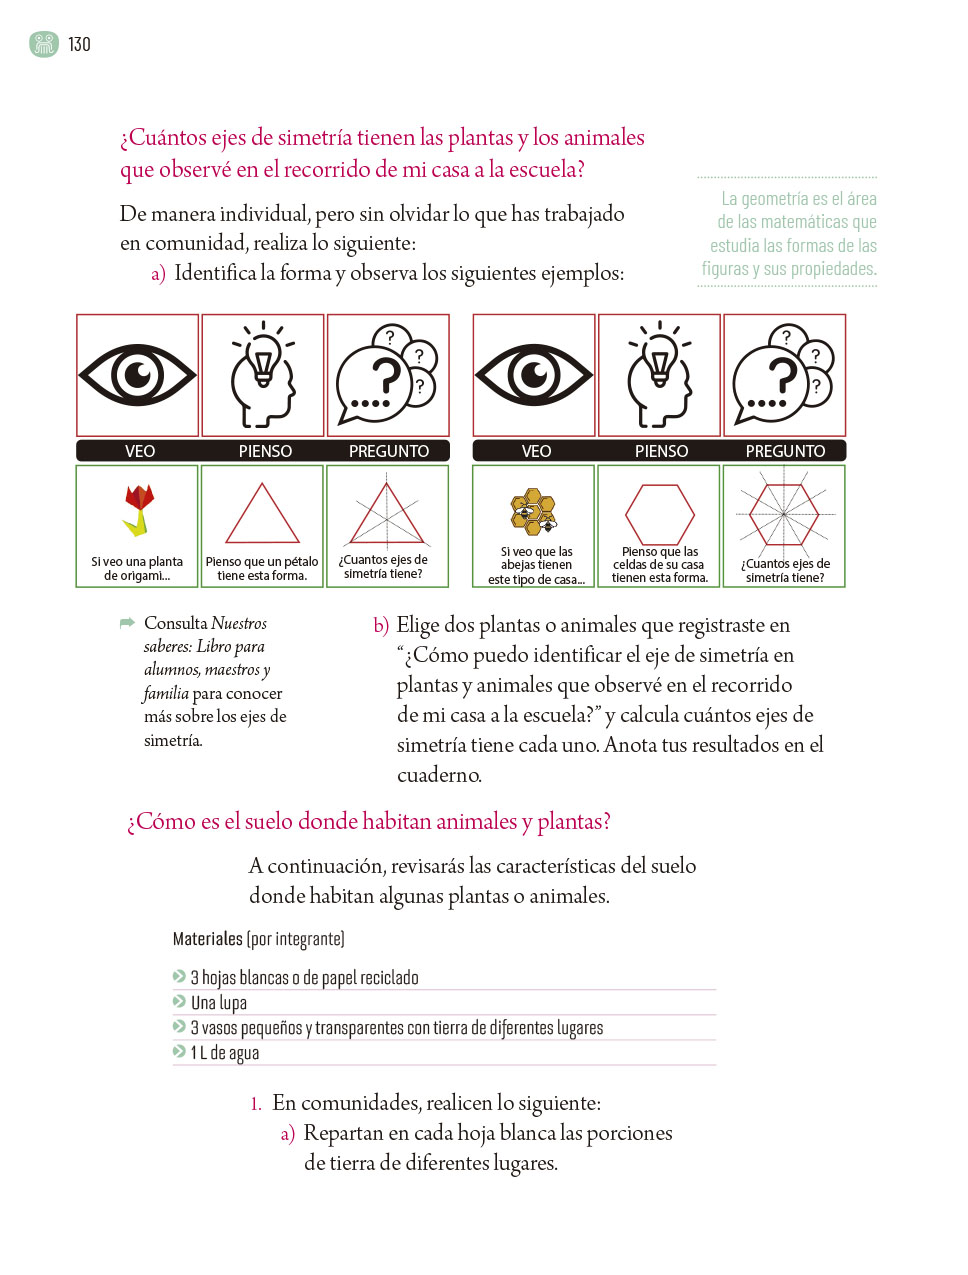 130
¿Cuántos ejes de simetría tienen las plantas y los animales
que observé en el recorrido de mi casa a la escuela?
De manera individual, pero sin olvidar lo que has trabajado
en comunidad, realiza lo siguiente:
a) Identifica la forma y observa los siguientes ejemplos:
La geometría es el área
de las matemáticas que
estudia las formas de las
figuras y sus propiedades.
?
?
?
?
?
?
?
?
VEO PIENSO PREGUNTO
VEO PIENSO PREGUNTO
Si veo una planta
de origami...
Pienso que un pétalo
tiene esta forma.
¿Cuantos ejes de
simetría tiene?
Si veo que las
abejas tienen
este tipo de casa...
Pienso que las
celdas de su casa
tienen esta forma.
¿Cuantos ejes de
simetría tiene?
Consulta Nuestros
saberes: Libro para
alumnos, maestros y
familia para conocer
más sobre los ejes de
simetría.
b) Elige dos plantas o animales que registraste en
“¿Cómo puedo identificar el eje de simetría en
plantas y animales que observé en el recorrido
de mi casa a la escuela?” y calcula cuántos ejes de
simetría tiene cada uno. Anota tus resultados en el
cuaderno.
¿Cómo es el suelo donde habitan animales y plantas?
A continuación, revisarás las características del suelo
donde habitan algunas plantas o animales.
Materiales (por integrante)
3 hojas blancas o de papel reciclado
Una lupa
3 vasos pequeños y transparentes con tierra de diferentes lugares
1 L de agua
1. En comunidades, realicen lo siguiente:
a) Repartan en cada hoja blanca las porciones
de tierra de diferentes lugares.